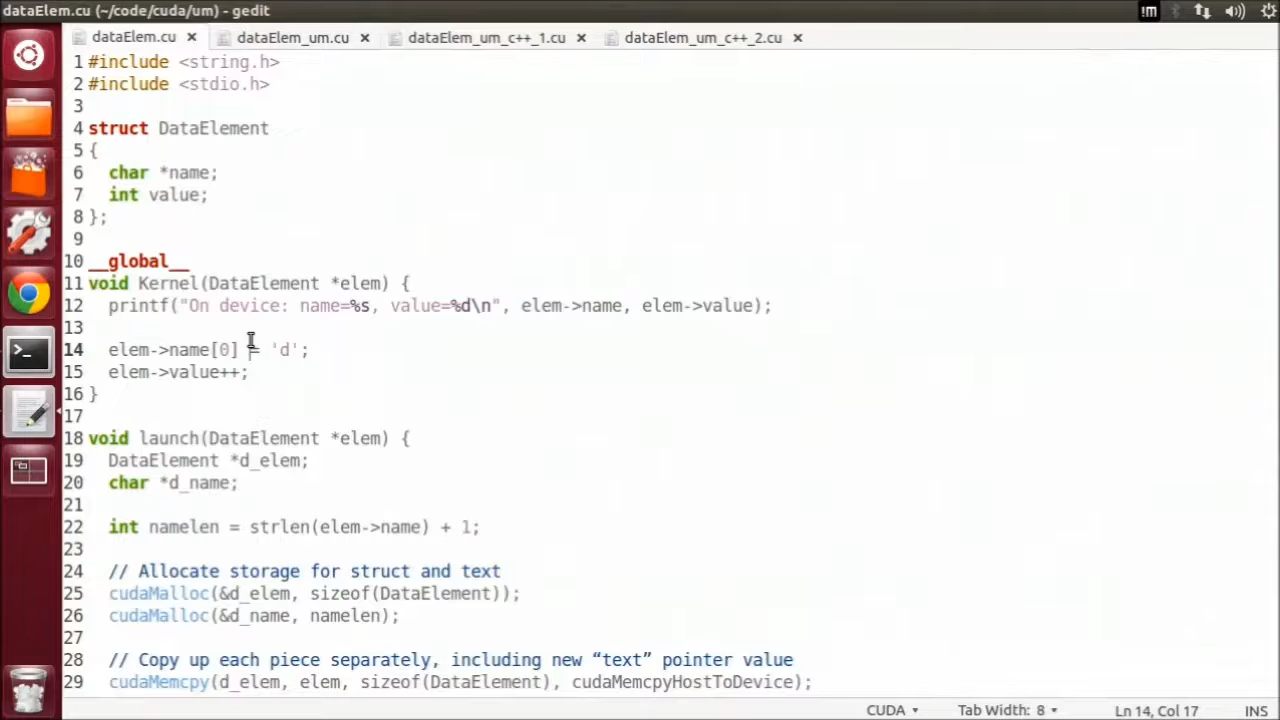 dataElem.cu (~/code/cuda/um) - gedit
dataElem.cu × dataElem_um.cu × dataElem_um_c++_1.cu × dataElem_um_c++_2.cu ×
1 #include <string.h>
2 #include <stdio.h>
3
4 struct DataElement
5 {
6   char *name;
7   int value;
8 };
9
10 __global__
11 void Kernel(DataElement *elem) {
12   printf("On device: name=%s, value=%d\n", elem->name, elem->value);
13
14   elem->name[0] = 'd';
15   elem->value++;
16 }
17
18 void launch(DataElement *elem) {
19   DataElement *d_elem;
20   char *d_name;
21
22   int namelen = strlen(elem->name) + 1;
23
24   // Allocate storage for struct and text
25   cudaMalloc(&d_elem, sizeof(DataElement));
26   cudaMalloc(&d_name, namelen);
27
28   // Copy up each piece separately, including new “text” pointer value
29   cudaMemcpy(d_elem, elem, sizeof(DataElement), cudaMemcpyHostToDevice);
CUDA Tab Width: 8 Ln 14, Col 17 INS